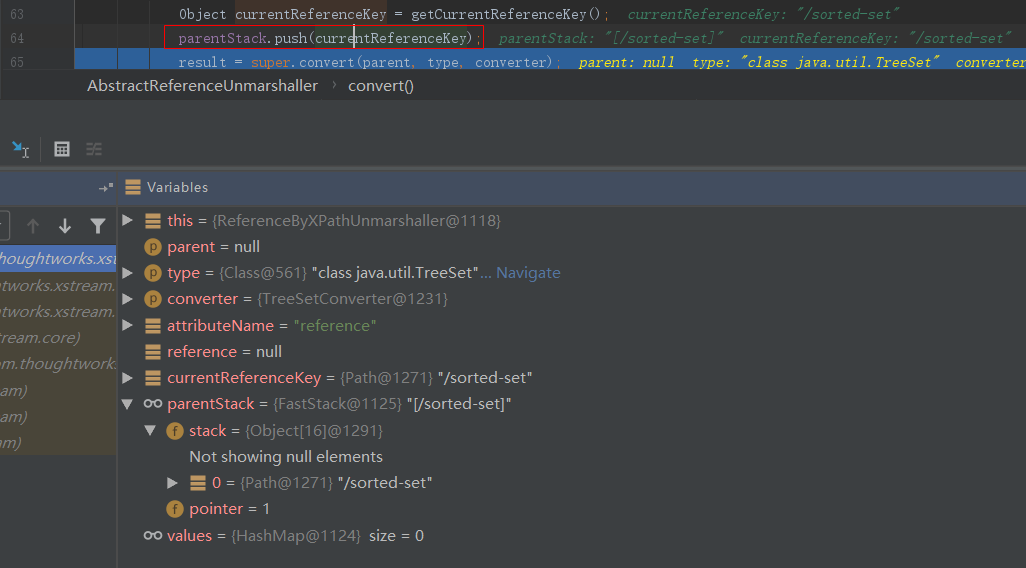 63 Object currentReferenceKey = getCurrentReferenceKey(); currentReferenceKey: "/sorted-set"
64 parentStack.push(currentReferenceKey); parentStack: "[/sorted-set]" currentReferenceKey: "/sorted-set"
65 result = super.convert(parent, type, converter); parent: null type: "class java.util.TreeSet" converter
AbstractReferenceUnmarshaller › convert()
Variables
this = {ReferenceByXPathUnmarshaller@1118}
parent = null
houghtworks.xst
type = {Class@561} "class java.util.TreeSet"... Navigate
tworks.xstream.
converter = {TreeSetConverter@1231}
tworks.xstream.
attributeName = "reference"
tream.core)
reference = null
om.thoughtwork
currentReferenceKey = {Path@1271} "/sorted-set"
am)
parentStack = {FastStack@1125} "[/sorted-set]"
am)
stack = {Object[16]@1291}
m)
Not showing null elements
0 = {Path@1271} "/sorted-set"
pointer = 1
values = {HashMap@1124} size = 0